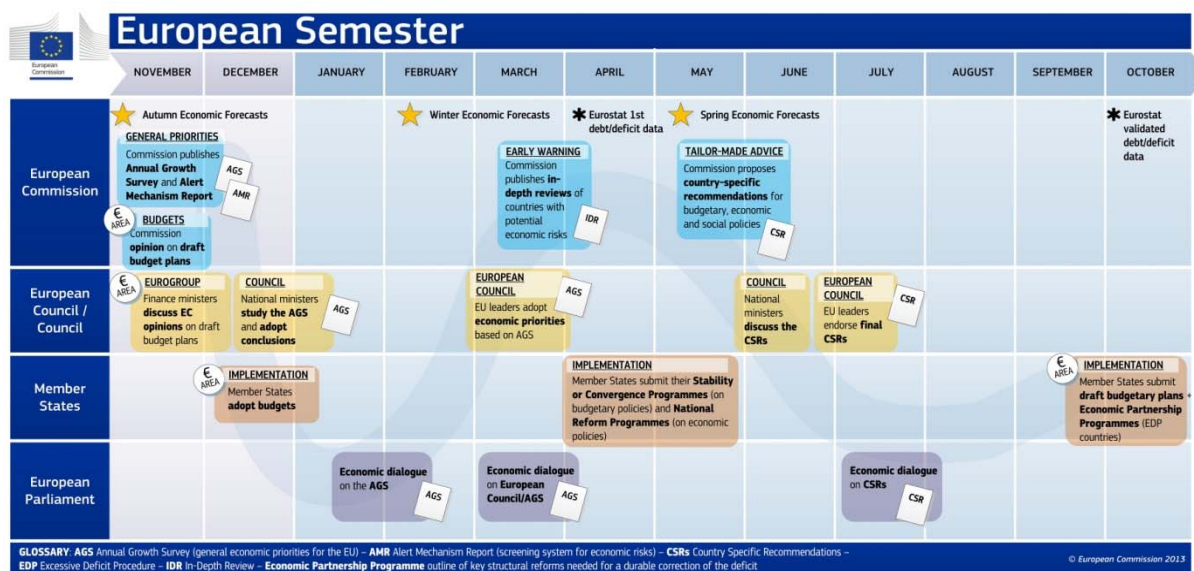 European Semester
European
Commission
NOVEMBER DECEMBER JANUARY FEBRUARY MARCH APRIL MAY JUNE JULY AUGUST SEPTEMBER OCTOBER
European
Commission
Autumn Economic Forecasts
GENERAL PRIORITIES
Commission publishes
Annual Growth
Survey and Alert
Mechanism Report
AGS
AMR
€
AREA
BUDGETS
Commission
opinion on draft
budget plans
Winter Economic Forecasts
EARLY WARNING
Commission
publishes in-
depth reviews of
countries with
potential
economic risks
IDR
✱ Eurostat 1st
debt/deficit data
Spring Economic Forecasts
TAILOR-MADE ADVICE
Commission proposes
country-specific
recommendations for
budgetary, economic
and social policies
CSR
✱ Eurostat
validated
debt/deficit
data
European
Council /
Council
€
AREA
EUROGROUP
Finance ministers
discuss EC
opinions on draft
budget plans
COUNCIL
National ministers
study the AGS
and adopt
conclusions
AGS
EUROPEAN
COUNCIL
EU leaders adopt
economic priorities
based on AGS
AGS
COUNCIL
National
ministers
discuss the
CSRs
EUROPEAN
COUNCIL
EU leaders
endorse final
CSRs
CSR
Member
States
€
AREA
IMPLEMENTATION
Member States
adopt budgets
IMPLEMENTATION
Member States submit their Stability
or Convergence Programmes (on
budgetary policies) and National
Reform Programmes (on economic
policies)
€
AREA
IMPLEMENTATION
Member States submit
draft budgetary plans +
Economic Partnership
Programmes (EDP
countries)
European
Parliament
Economic dialogue
on the AGS
AGS
Economic dialogue
on European
Council/AGS
AGS
Economic dialogue
on CSRs
CSR
GLOSSARY: AGS Annual Growth Survey (general economic priorities for the EU) – AMR Alert Mechanism Report (screening system for economic risks) – CSRs Country Specific Recommendations –
EDP Excessive Deficit Procedure – IDR In-Depth Review – Economic Partnership Programme outline of key structural reforms needed for a durable correction of the deficit
© European Commission 2013